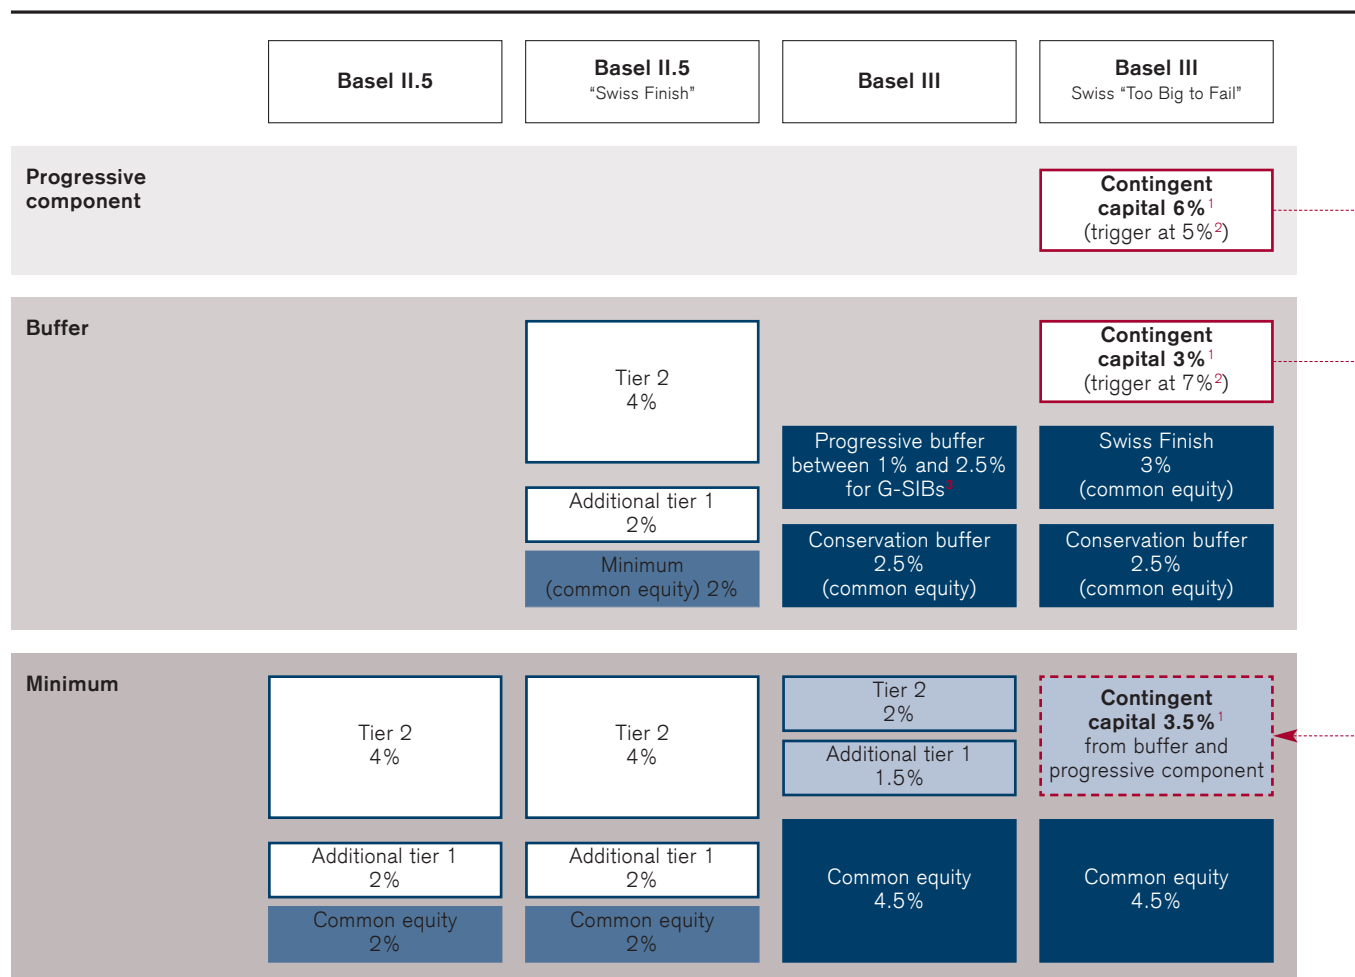 Basel II.5
Basel II.5
“Swiss Finish”
Basel III
Basel III
Swiss “Too Big to Fail”
Progressive
component
Contingent
capital 6%¹
(trigger at 5%²)
Buffer
Tier 2
4%
Additional tier 1
2%
Minimum
(common equity) 2%
Progressive buffer
between 1% and 2.5%
for G-SIBs³
Conservation buffer
2.5%
(common equity)
Contingent
capital 3%¹
(trigger at 7%²)
Swiss Finish
3%
(common equity)
Conservation buffer
2.5%
(common equity)
Minimum
Tier 2
4%
Additional tier 1
2%
Common equity
2%
Tier 2
4%
Additional tier 1
2%
Common equity
2%
Tier 2
2%
Additional tier 1
1.5%
Common equity
4.5%
Contingent
capital 3.5%¹
from buffer and
progressive component
Common equity
4.5%